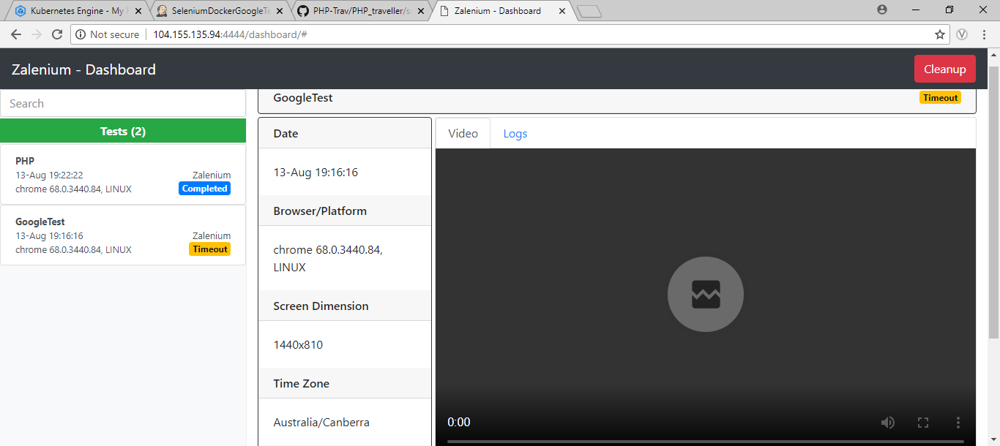 Kubernetes Engine - My
SeleniumDockerGoogleTe
PHP-Trav/PHP_traveller/s
Zalenium - Dashboard
Not secure
104.155.135.94:4444/dashboard/#
Zalenium - Dashboard
Cleanup
Search
Tests (2)
PHP
13-Aug 19:22:22 Zalenium
chrome 68.0.3440.84, LINUX Completed
GoogleTest
13-Aug 19:16:16 Zalenium
chrome 68.0.3440.84, LINUX Timeout
GoogleTest Timeout
Date
13-Aug 19:16:16
Browser/Platform
chrome 68.0.3440.84,
LINUX
Screen Dimension
1440x810
Time Zone
Australia/Canberra
Video Logs
0:00